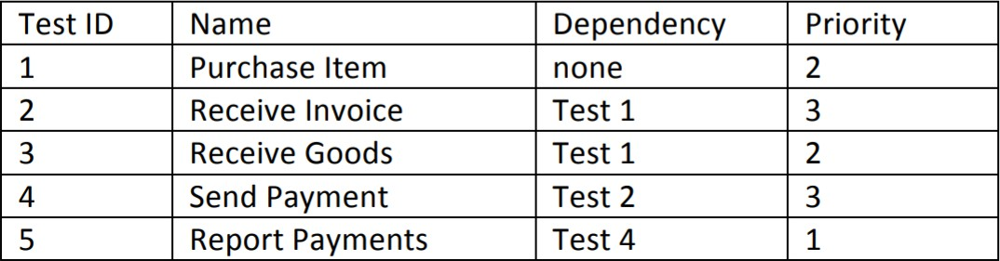 Test ID Name Dependency Priority
1 Purchase Item none 2
2 Receive Invoice Test 1 3
3 Receive Goods Test 1 2
4 Send Payment Test 2 3
5 Report Payments Test 4 1